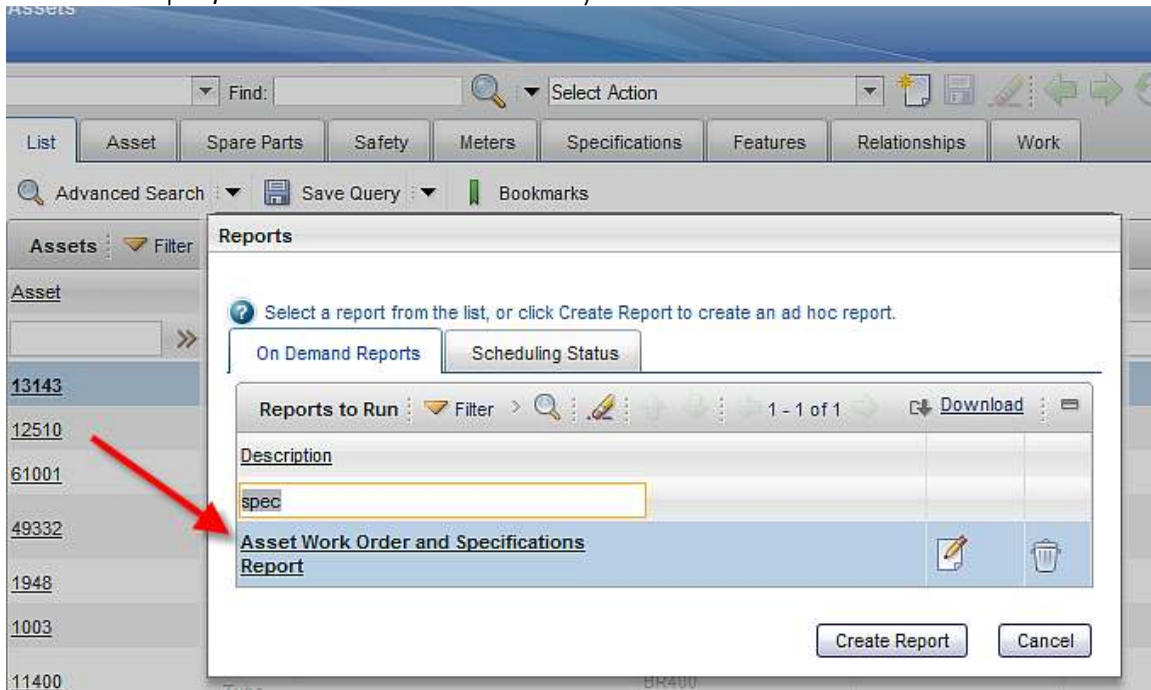 Assets
Find:
Select Action
List Asset Spare Parts Safety Meters Specifications Features Relationships Work
Advanced Search Save Query Bookmarks
Assets Filter
Reports
Asset
Select a report from the list, or click Create Report to create an ad hoc report.
On Demand Reports Scheduling Status
13143
Reports to Run Filter 1 - 1 of 1 Download
12510
Description
61001
spec
49332
Asset Work Order and Specifications
Report
1948
1003
Create Report Cancel
11400
BR400